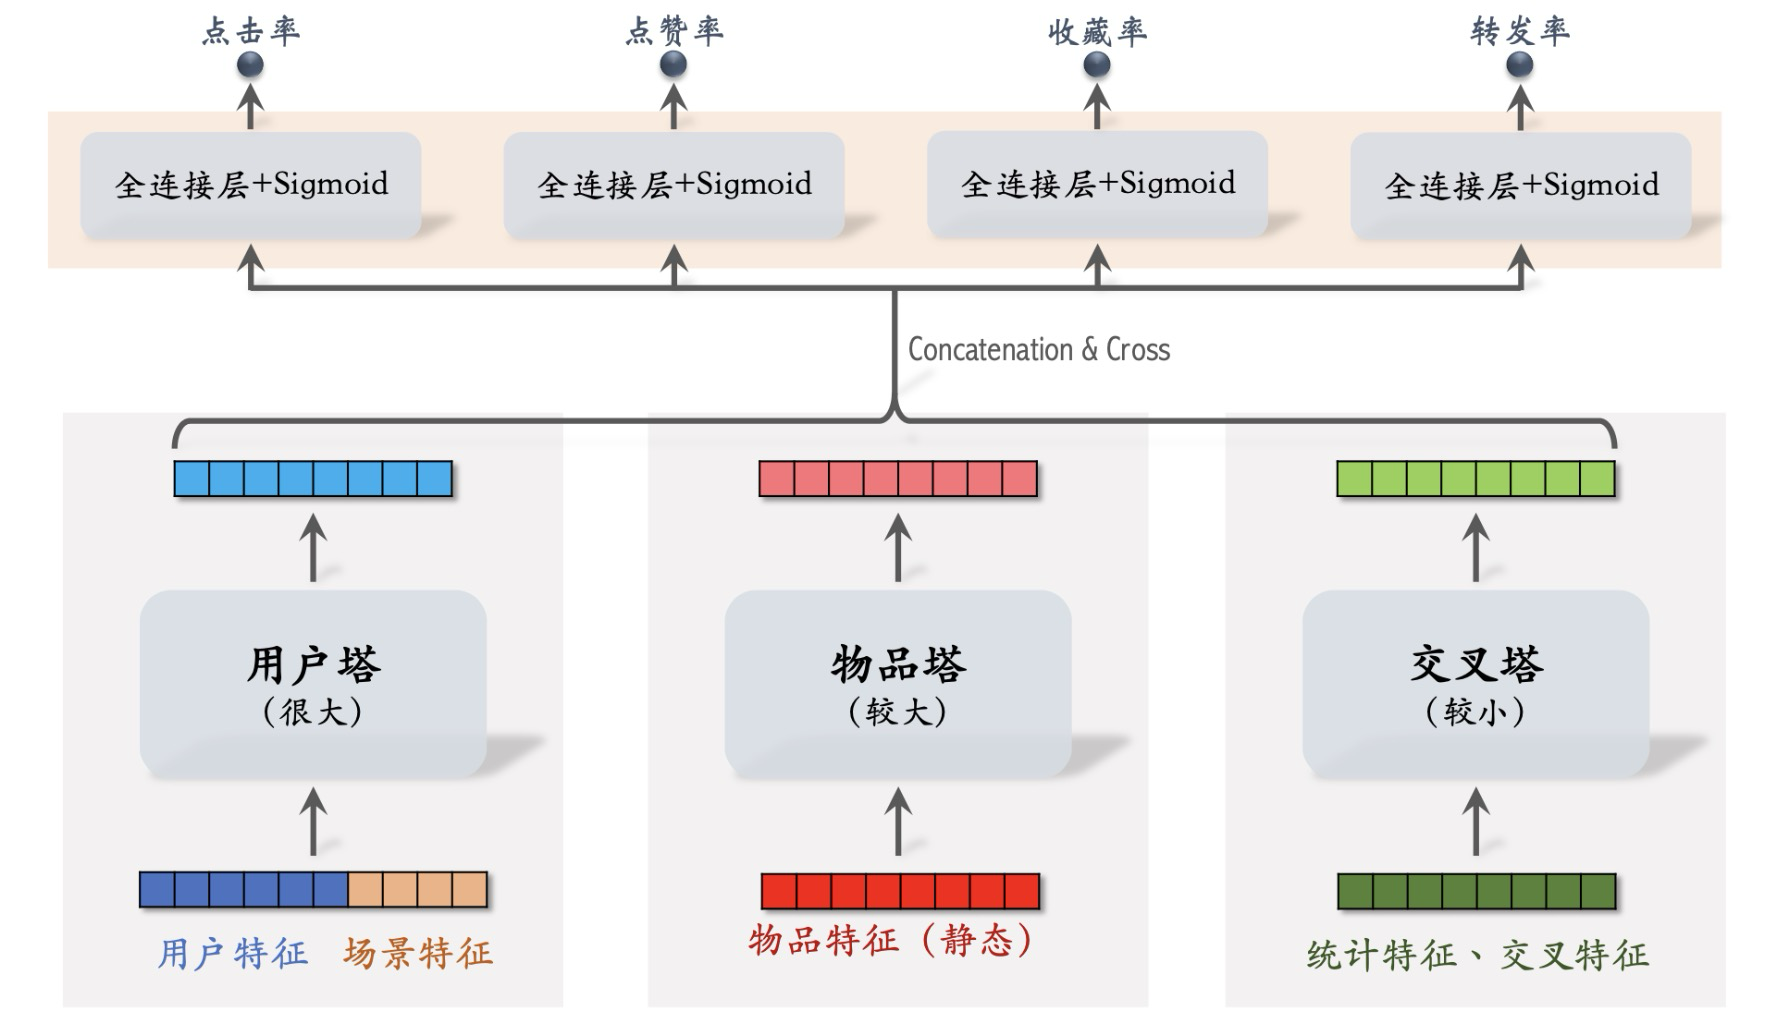 点击率
点赞率
收藏率
转发率
全连接层+Sigmoid
全连接层+Sigmoid
全连接层+Sigmoid
全连接层+Sigmoid
Concatenation & Cross
用户塔
（很大）
物品塔
（较大）
交叉塔
（较小）
用户特征
场景特征
物品特征（静态）
统计特征、交叉特征